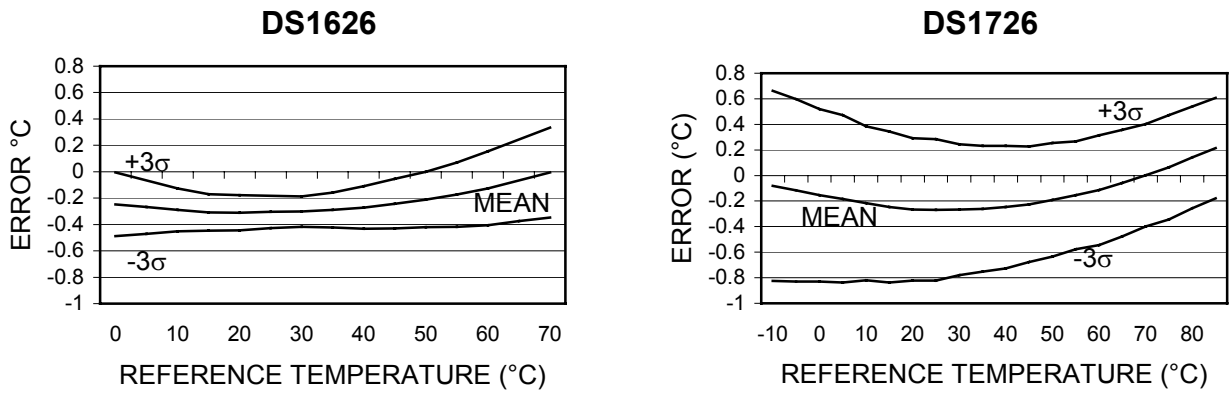 DS1626
0.8
0.6
0.4
0.2
0
-0.2
-0.4
-0.6
-0.8
-1
ERROR °C
+3σ
MEAN
-3σ
0 10 20 30 40 50 60 70
REFERENCE TEMPERATURE (°C)
DS1726
0.8
0.6
0.4
0.2
0
-0.2
-0.4
-0.6
-0.8
-1
ERROR (°C)
+3σ
MEAN
-3σ
-10 0 10 20 30 40 50 60 70 80
REFERENCE TEMPERATURE (°C)